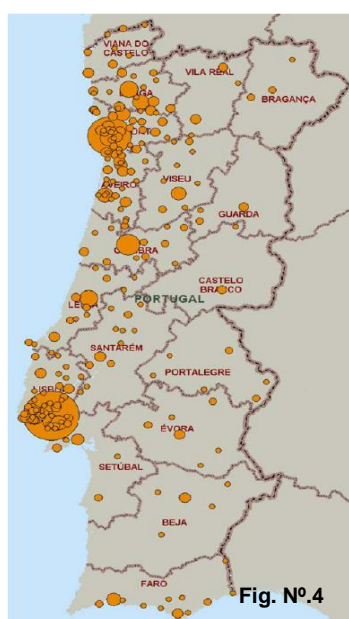 VIANA DO
CASTELO
VILA REAL
BRAGANÇA
VISEU
GUARDA
CASTELO
BRANCO
PORTUGAL
SANTARÉM
PORTALEGRE
ÉVORA
SETÚBAL
BEJA
FARO
Fig. Nº.4